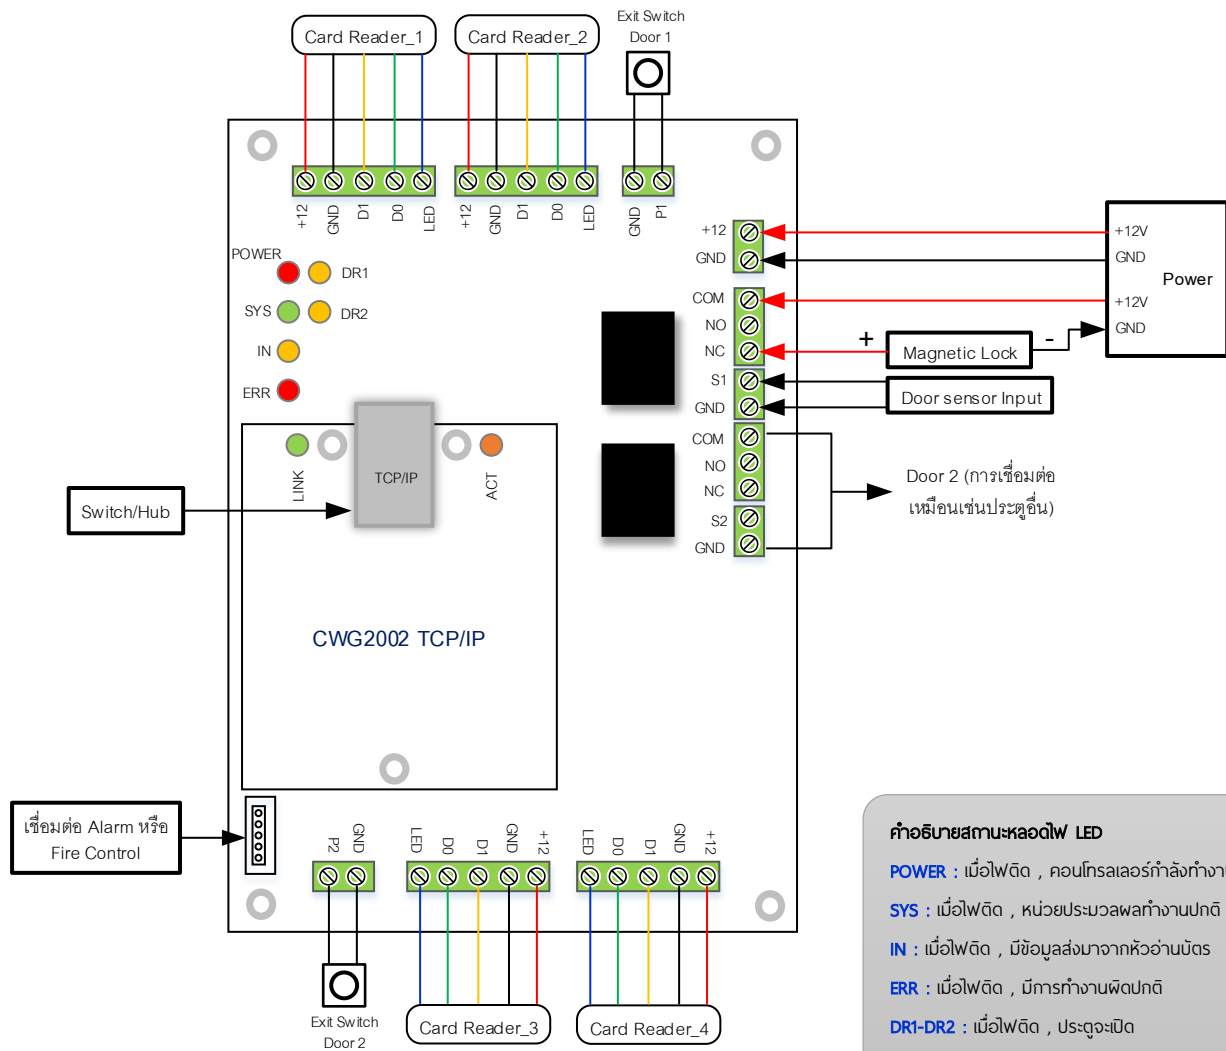 Card Reader_1
Card Reader_2
Exit Switch
Door 1
+12
GND
D1
D0
LED
+12
GND
D1
D0
LED
GND
P1
POWER
DR1
SYS
DR2
IN
ERR
+12
GND
COM
NO
NC
S1
GND
COM
NO
NC
S2
GND
+12V
GND
Power
+12V
GND
+
Magnetic Lock
-
Door sensor Input
Door 2 (การเชื่อมต่อ
เหมือนเช่นประตูอื่น)
LINK
TCP/IP
ACT
Switch/Hub
CWG2002 TCP/IP
เชื่อมต่อ Alarm หรือ
Fire Control
P2
GND
LED
D0
D1
GND
+12
LED
D0
D1
GND
+12
Exit Switch
Door 2
Card Reader_3
Card Reader_4
คำอธิบายสถานะหลอดไฟ LED
POWER : เมื่อไฟติด , คอนโทรลเลอร์กำลังทำงาน
SYS : เมื่อไฟติด , หน่วยประมวลผลทำงานปกติ
IN : เมื่อไฟติด , มีข้อมูลส่งมาจากหัวอ่านบัตร
ERR : เมื่อไฟติด , มีการทำงานผิดปกติ
DR1-DR2 : เมื่อไฟติด , ประตูจะเปิด